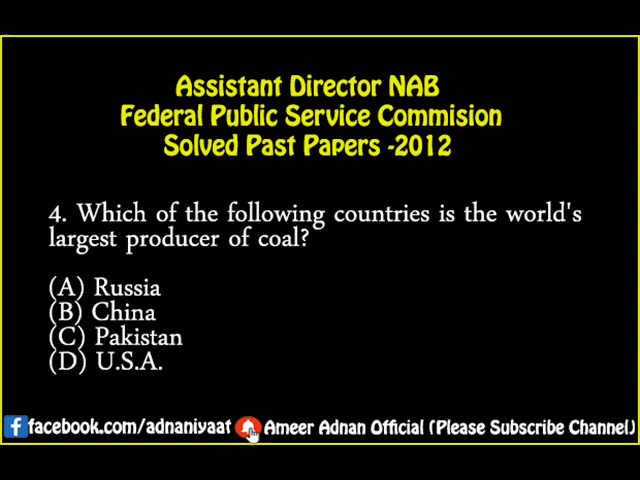 Assistant Director NAB
Federal Public Service Commision
Solved Past Papers -2012
4. Which of the following countries is the world's
largest producer of coal?
(A) Russia
(B) China
(C) Pakistan
(D) U.S.A.
facebook.com/adnaniyaat Ameer Adnan Official (Please Subscribe Channel)